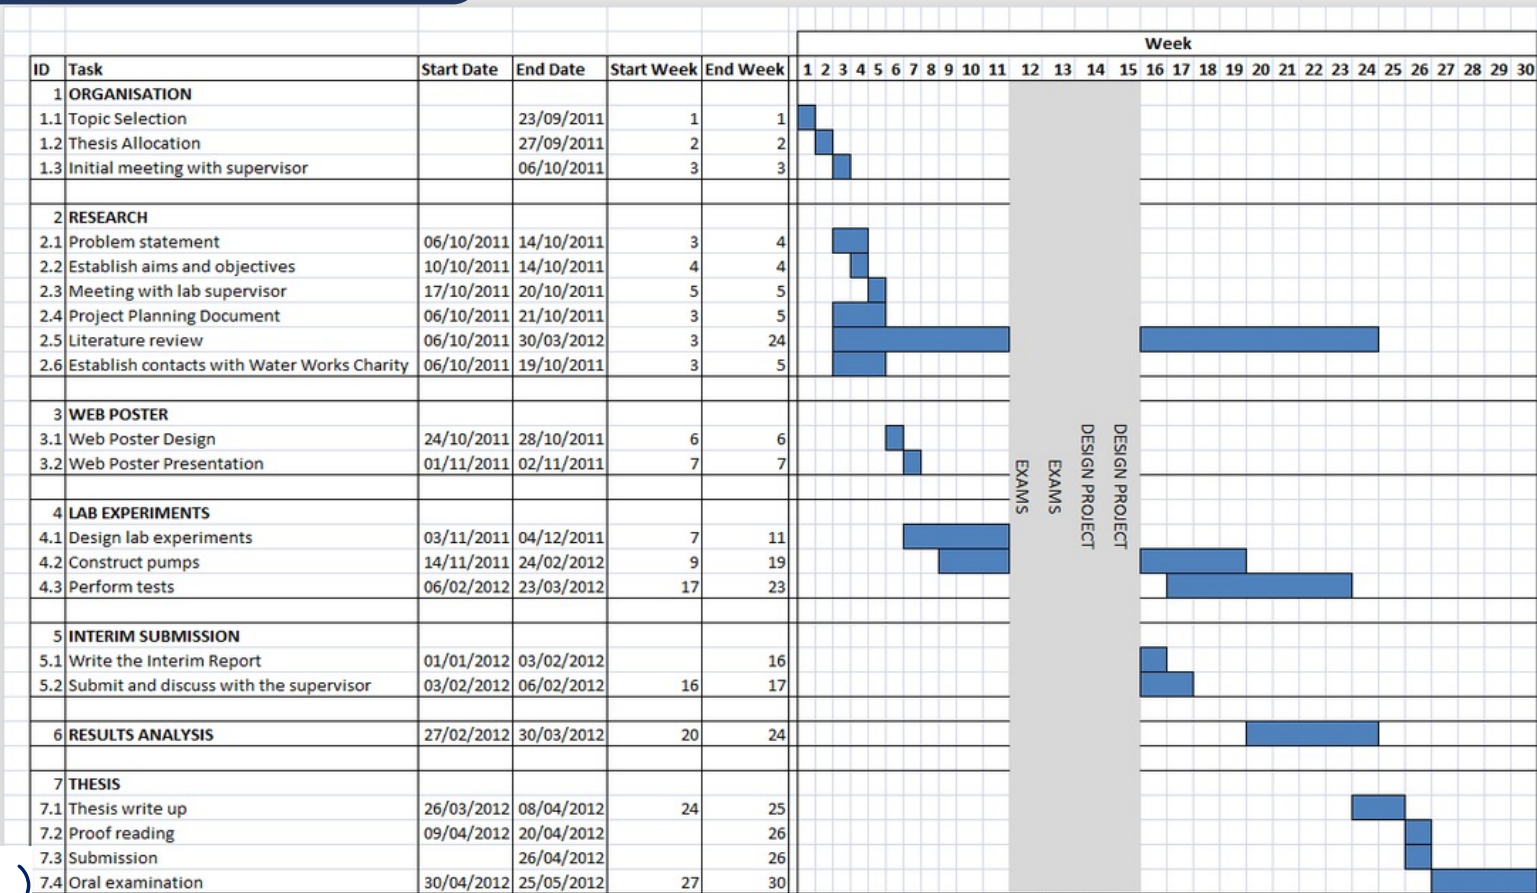 Week
ID Task Start Date End Date Start Week End Week 1 2 3 4 5 6 7 8 9 10 11 12 13 14 15 16 17 18 19 20 21 22 23 24 25 26 27 28 29 30
1 ORGANISATION
1.1 Topic Selection 23/09/2011 1 1
1.2 Thesis Allocation 27/09/2011 2 2
1.3 Initial meeting with supervisor 06/10/2011 3 3
2 RESEARCH
2.1 Problem statement 06/10/2011 14/10/2011 3 4
2.2 Establish aims and objectives 10/10/2011 14/10/2011 4 4
2.3 Meeting with lab supervisor 17/10/2011 20/10/2011 5 5
2.4 Project Planning Document 06/10/2011 21/10/2011 3 5
2.5 Literature review 06/10/2011 30/03/2012 3 24
2.6 Establish contacts with Water Works Charity 06/10/2011 19/10/2011 3 5
3 WEB POSTER
3.1 Web Poster Design 24/10/2011 28/10/2011 6 6
3.2 Web Poster Presentation 01/11/2011 02/11/2011 7 7
EXAMS
EXAMS
DESIGN PROJECT
DESIGN PROJECT
4 LAB EXPERIMENTS
4.1 Design lab experiments 03/11/2011 04/12/2011 7 11
4.2 Construct pumps 14/11/2011 24/02/2012 9 19
4.3 Perform tests 06/02/2012 23/03/2012 17 23
5 INTERIM SUBMISSION
5.1 Write the Interim Report 01/01/2012 03/02/2012 16
5.2 Submit and discuss with the supervisor 03/02/2012 06/02/2012 16 17
6 RESULTS ANALYSIS 27/02/2012 30/03/2012 20 24
7 THESIS
7.1 Thesis write up 26/03/2012 08/04/2012 24 25
7.2 Proof reading 09/04/2012 20/04/2012 26
7.3 Submission 26/04/2012 26
7.4 Oral examination 30/04/2012 25/05/2012 27 30